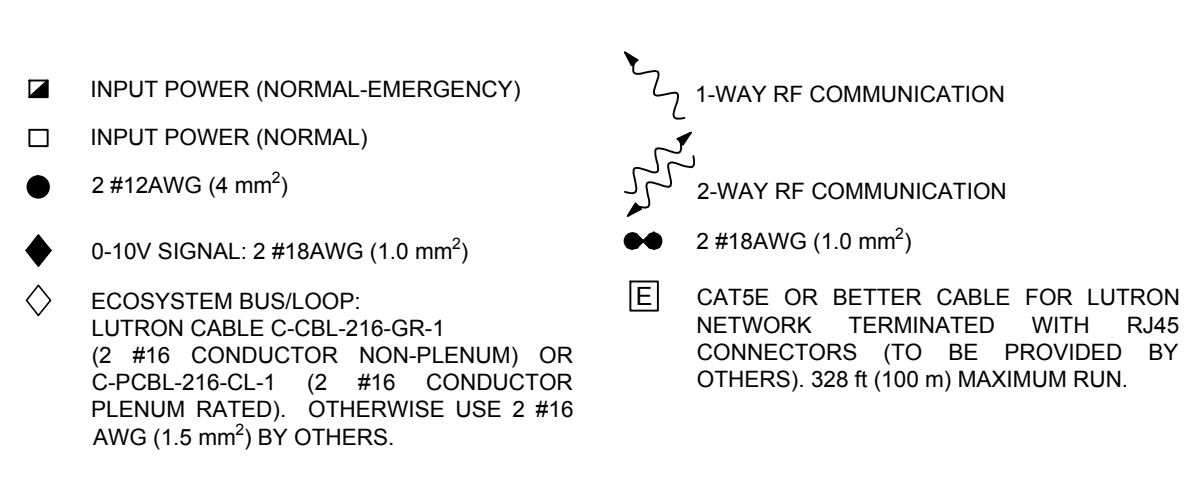 INPUT POWER (NORMAL-EMERGENCY)
INPUT POWER (NORMAL)
2 #12AWG (4 mm²)
0-10V SIGNAL: 2 #18AWG (1.0 mm²)
ECOSYSTEM BUS/LOOP:
LUTRON CABLE C-CBL-216-GR-1
(2 #16 CONDUCTOR NON-PLENUM) OR
C-PCBL-216-CL-1 (2 #16 CONDUCTOR
PLENUM RATED). OTHERWISE USE 2 #16
AWG (1.5 mm²) BY OTHERS.
1-WAY RF COMMUNICATION
2-WAY RF COMMUNICATION
2 #18AWG (1.0 mm²)
E
CAT5E OR BETTER CABLE FOR LUTRON
NETWORK TERMINATED WITH RJ45
CONNECTORS (TO BE PROVIDED BY
OTHERS). 328 ft (100 m) MAXIMUM RUN.